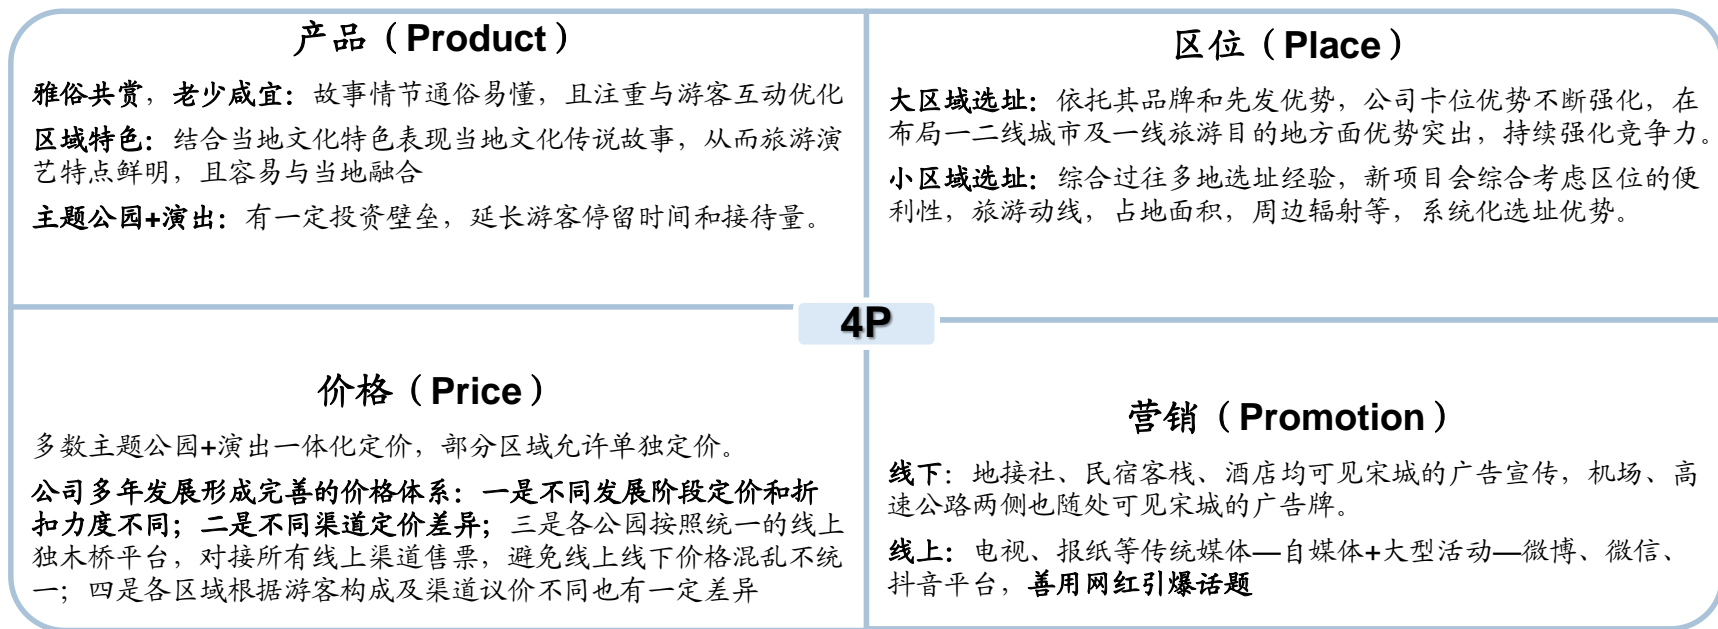 产品（Product）
雅俗共赏，老少咸宜：故事情节通俗易懂，且注重与游客互动优化
区域特色：结合当地文化特色表现当地文化传说故事，从而旅游演
艺特点鲜明，且容易与当地融合
主题公园+演出：有一定投资壁垒，延长游客停留时间和接待量。
区位（Place）
大区域选址：依托其品牌和先发优势，公司卡位优势不断强化，在
布局一二线城市及一线旅游目的地方面优势突出，持续强化竞争力。
小区域选址：综合过往多地选址经验，新项目会综合考虑区位的便
利性，旅游动线，占地面积，周边辐射等，系统化选址优势。
4P
价格（Price）
多数主题公园+演出一体化定价，部分区域允许单独定价。
公司多年发展形成完善的价格体系：一是不同发展阶段定价和折
扣力度不同；二是不同渠道定价差异；三是各公园按照统一的线上
独木桥平台，对接所有线上渠道售票，避免线上线下价格混乱不统
一；四是各区域根据游客构成及渠道议价不同也有一定差异
营销（Promotion）
线下：地接社、民宿客栈、酒店均可见宋城的广告宣传，机场、高
速公路两侧也随处可见宋城的广告牌。
线上：电视、报纸等传统媒体—自媒体+大型活动—微博、微信、
抖音平台，善用网红引爆话题